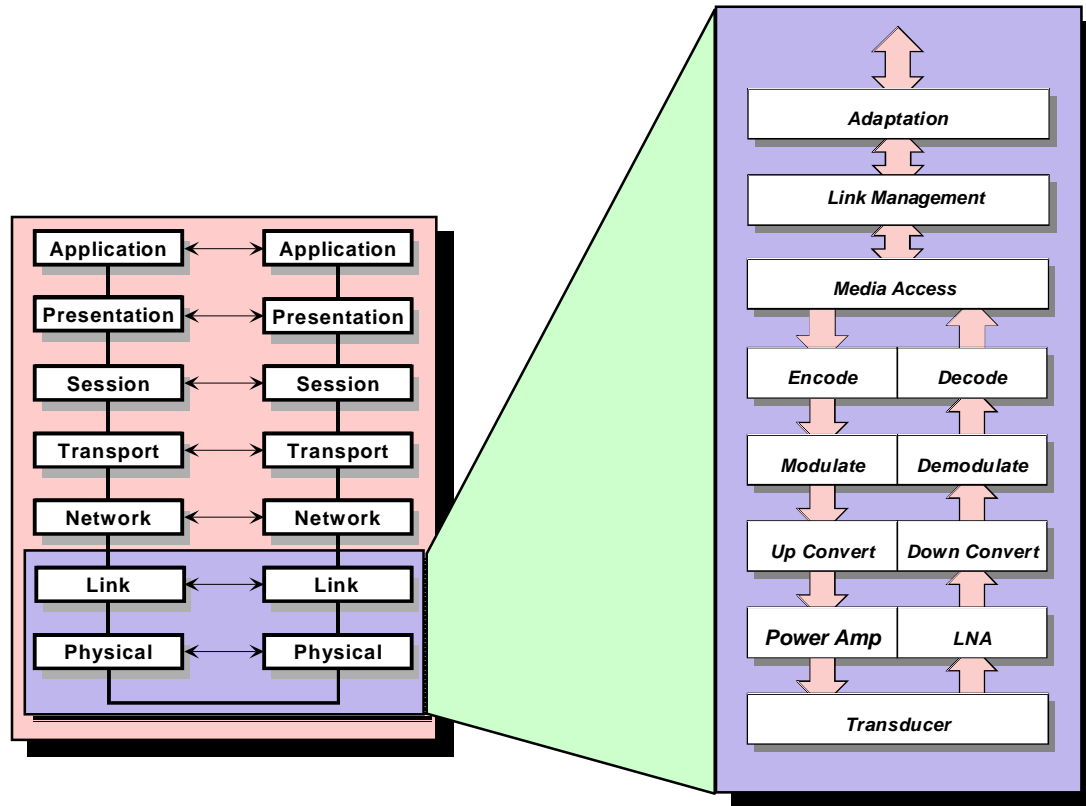 Application Application
Presentation Presentation
Session Session
Transport Transport
Network Network
Link Link
Physical Physical
Adaptation
Link Management
Media Access
Encode Decode
Modulate Demodulate
Up Convert Down Convert
Power Amp LNA
Transducer